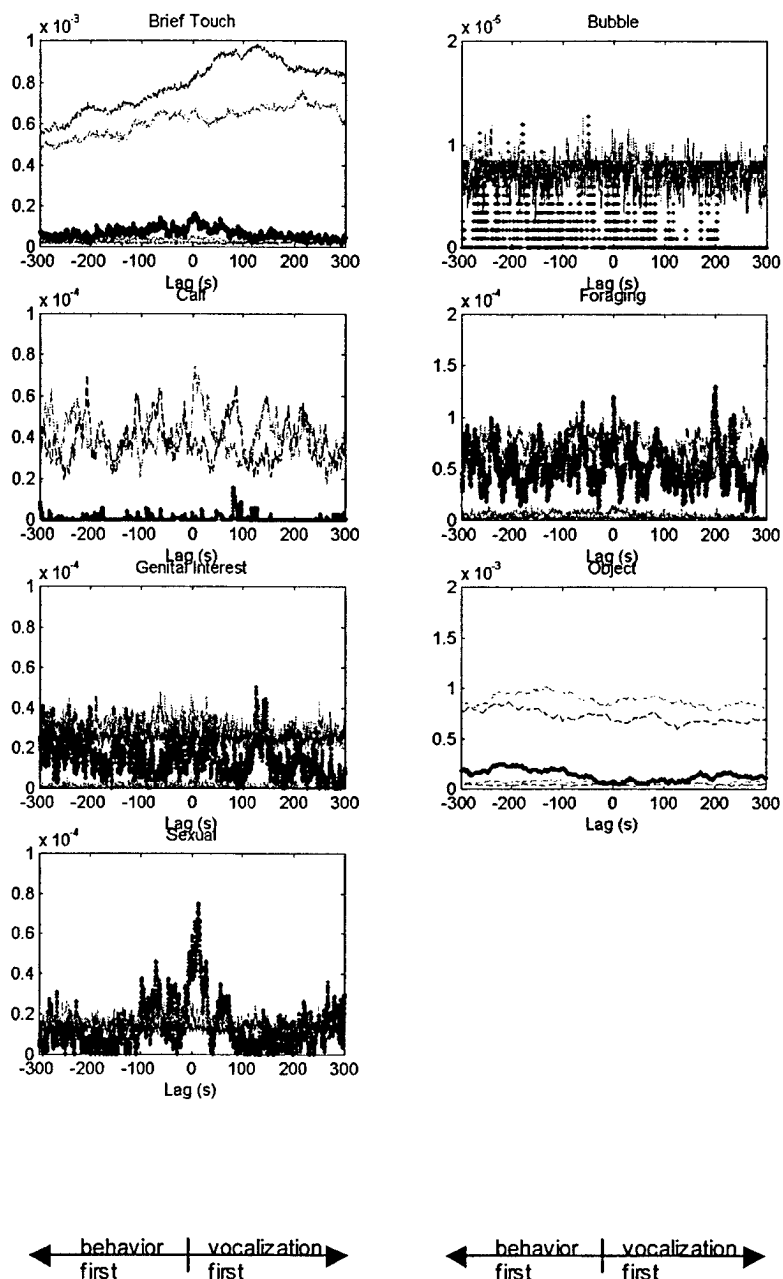 Brief Touch
x 10-3
1
0.8
0.6
0.4
0.2
0
-300 -200 -100 0 100 200 300
Lag (s)
Bubble
x 10-5
2
1
0
-300 -200 -100 0 100 200 300
Lag (s)
Calf
x 10-4
1
0.8
0.6
0.4
0.2
0
-300 -200 -100 0 100 200 300
Lag (s)
Foraging
x 10-4
2
1.5
1
0.5
0
-300 -200 -100 0 100 200 300
Lag (s)
Genital Interest
x 10-4
1
0.8
0.6
0.4
0.2
0
-300 -200 -100 0 100 200 300
Lag (s)
Object
x 10-3
2
1.5
1
0.5
0
-300 -200 -100 0 100 200 300
Lag (s)
Sexual
x 10-4
1
0.8
0.6
0.4
0.2
0
-300 -200 -100 0 100 200 300
Lag (s)
behavior first
vocalization first
behavior first
vocalization first